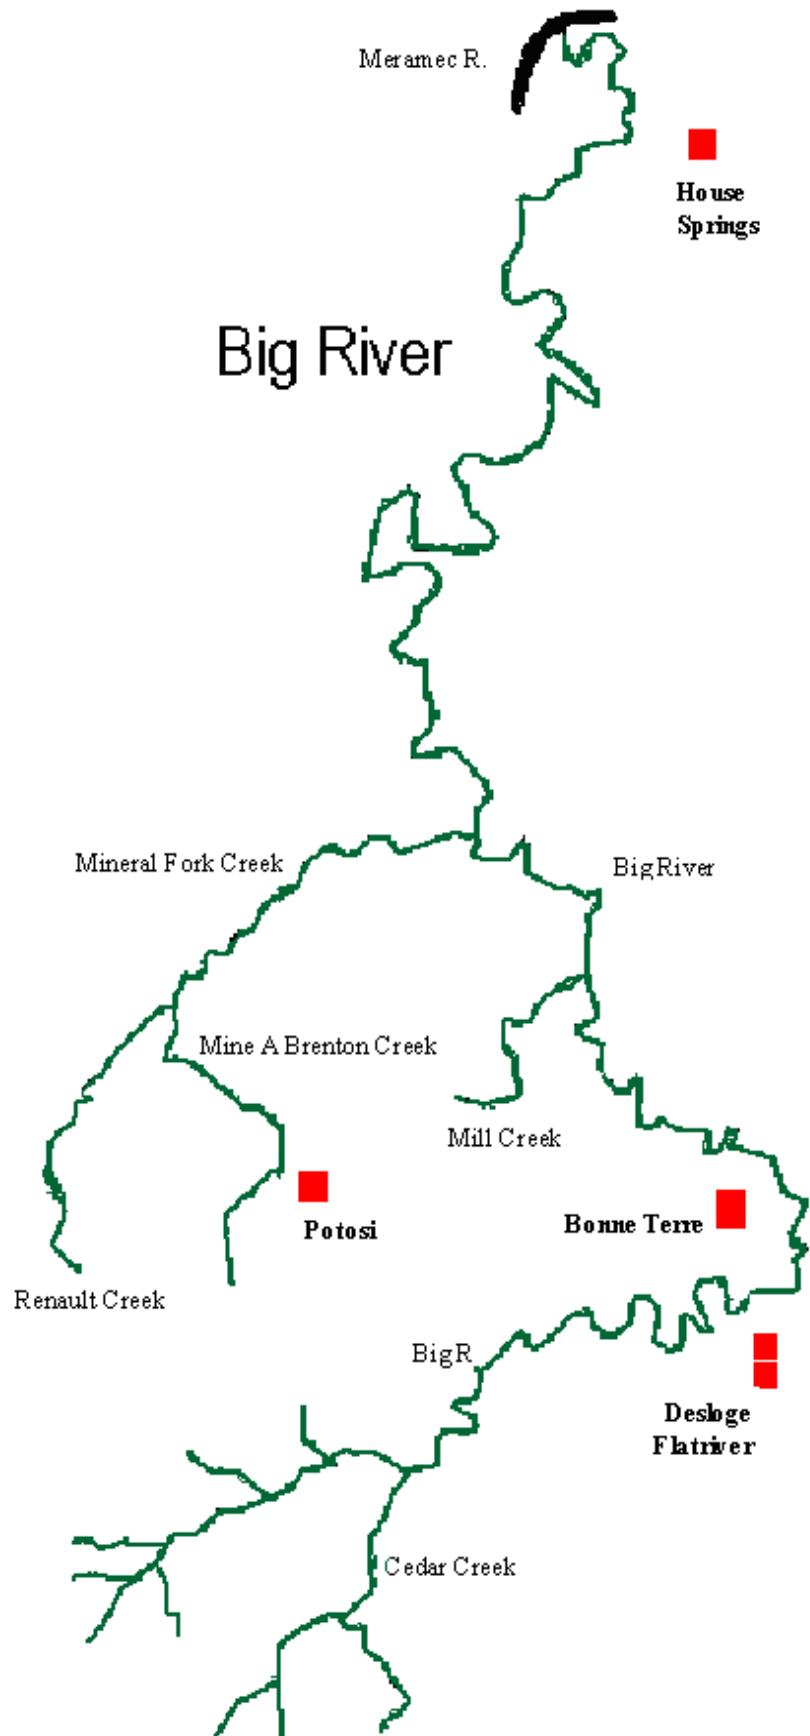 Meramec R.
House
Springs
Big River
Mineral Fork Creek
Big River
Mine A Brenton Creek
Mill Creek
Potosi
Bonne Terre
Renault Creek
Big R
Desloge
Flatriver
Cedar Creek